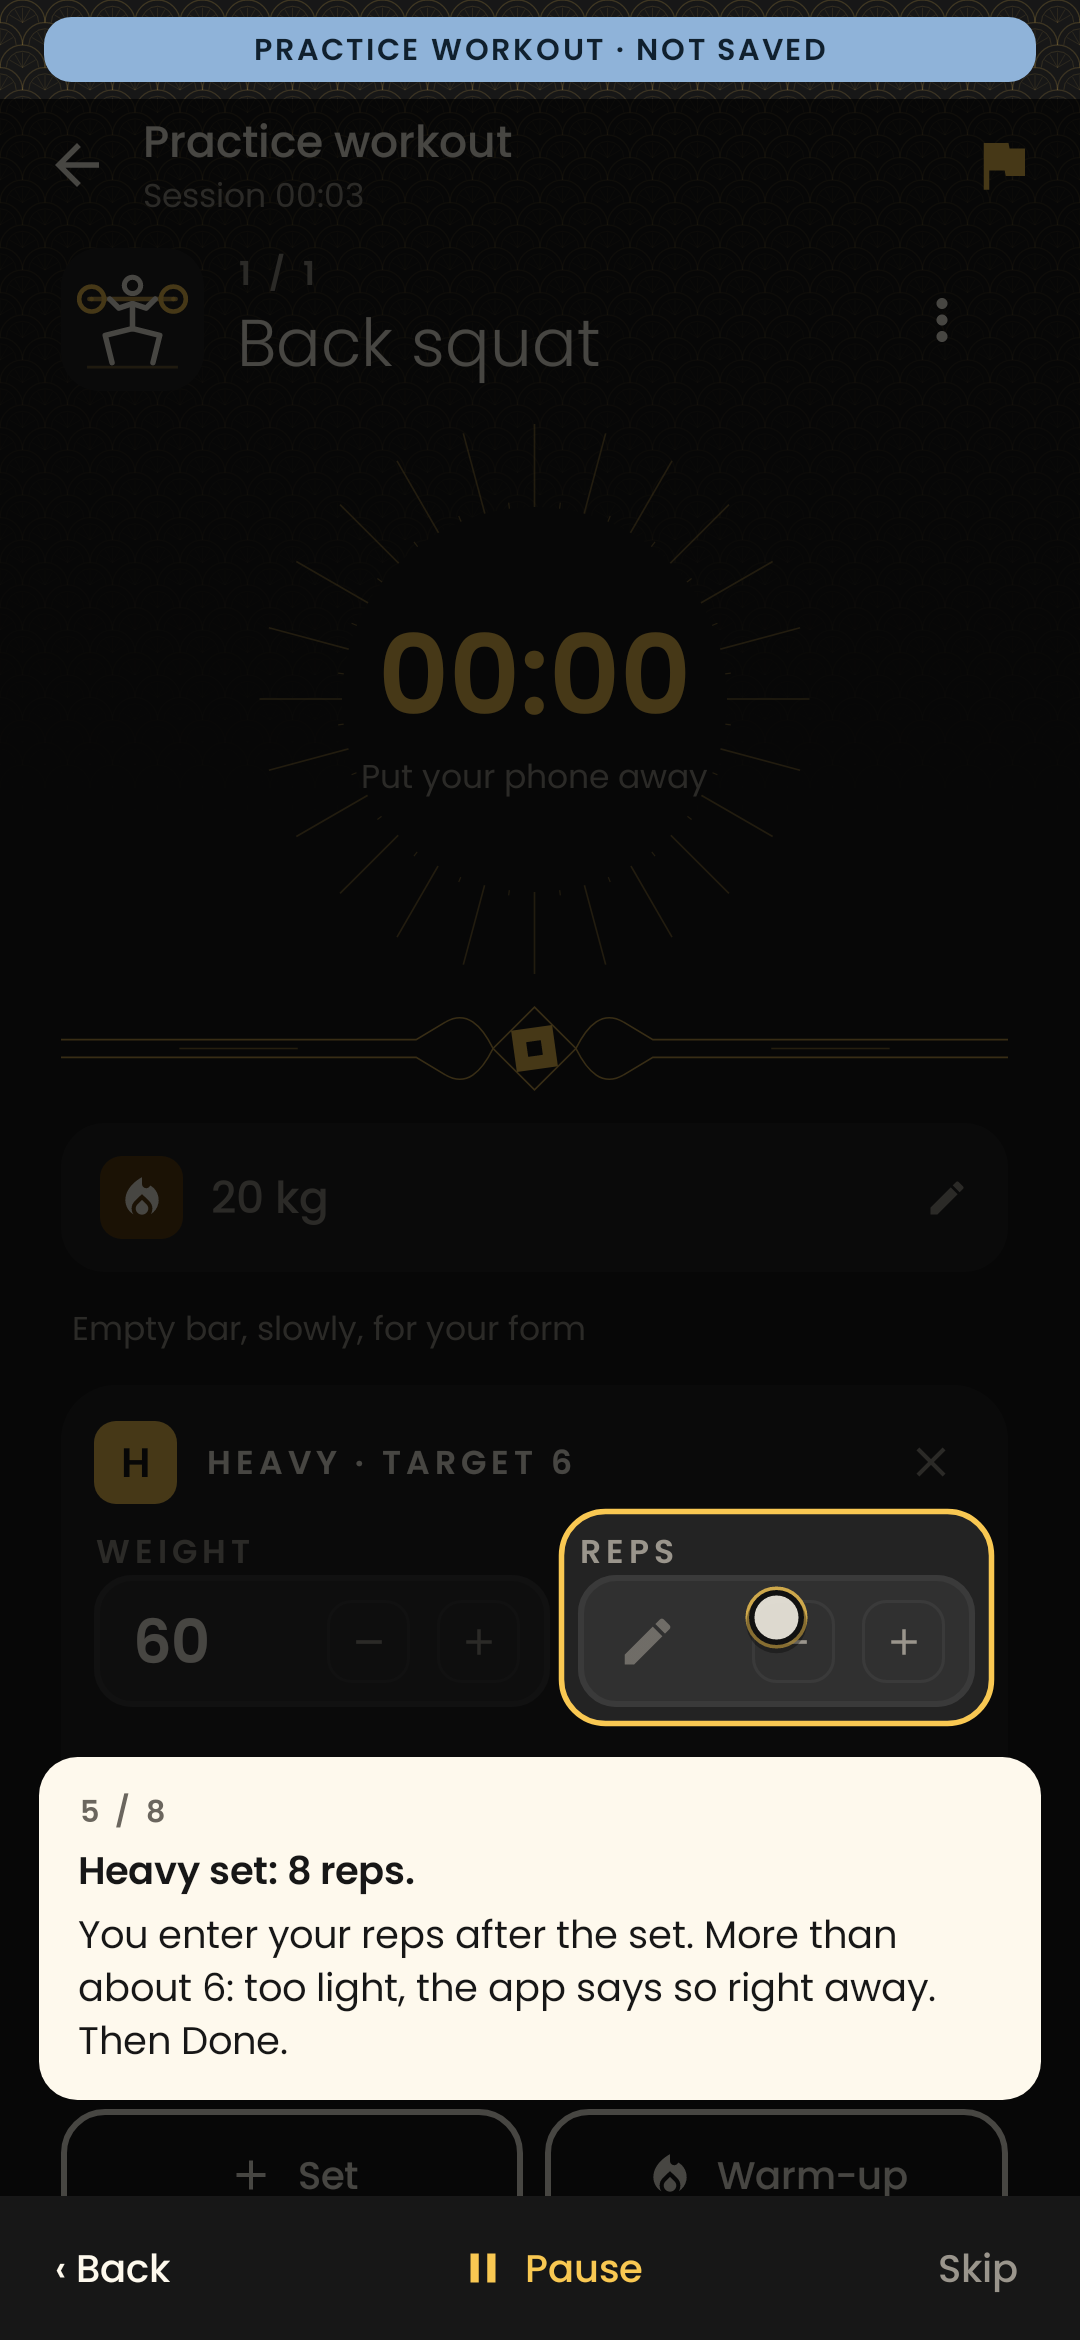 PRACTICE WORKOUT · NOT SAVED
Practice workout
Session 00:03
1 / 1
Back squat
00:00
Put your phone away
20 kg
Empty bar, slowly, for your form
H HEAVY · TARGET 6
WEIGHT REPS
60
5 / 8
Heavy set: 8 reps.
You enter your reps after the set. More than
about 6: too light, the app says so right away.
Then Done.
+ Set Warm-up
‹ Back Pause Skip